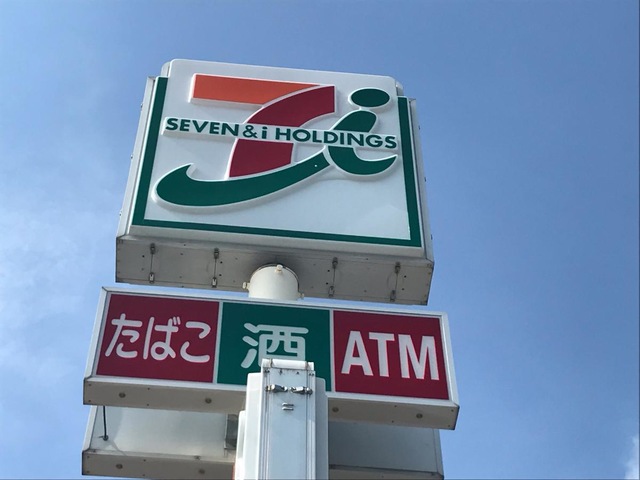 SEVEN & i HOLDINGS
たばこ 酒 ATM